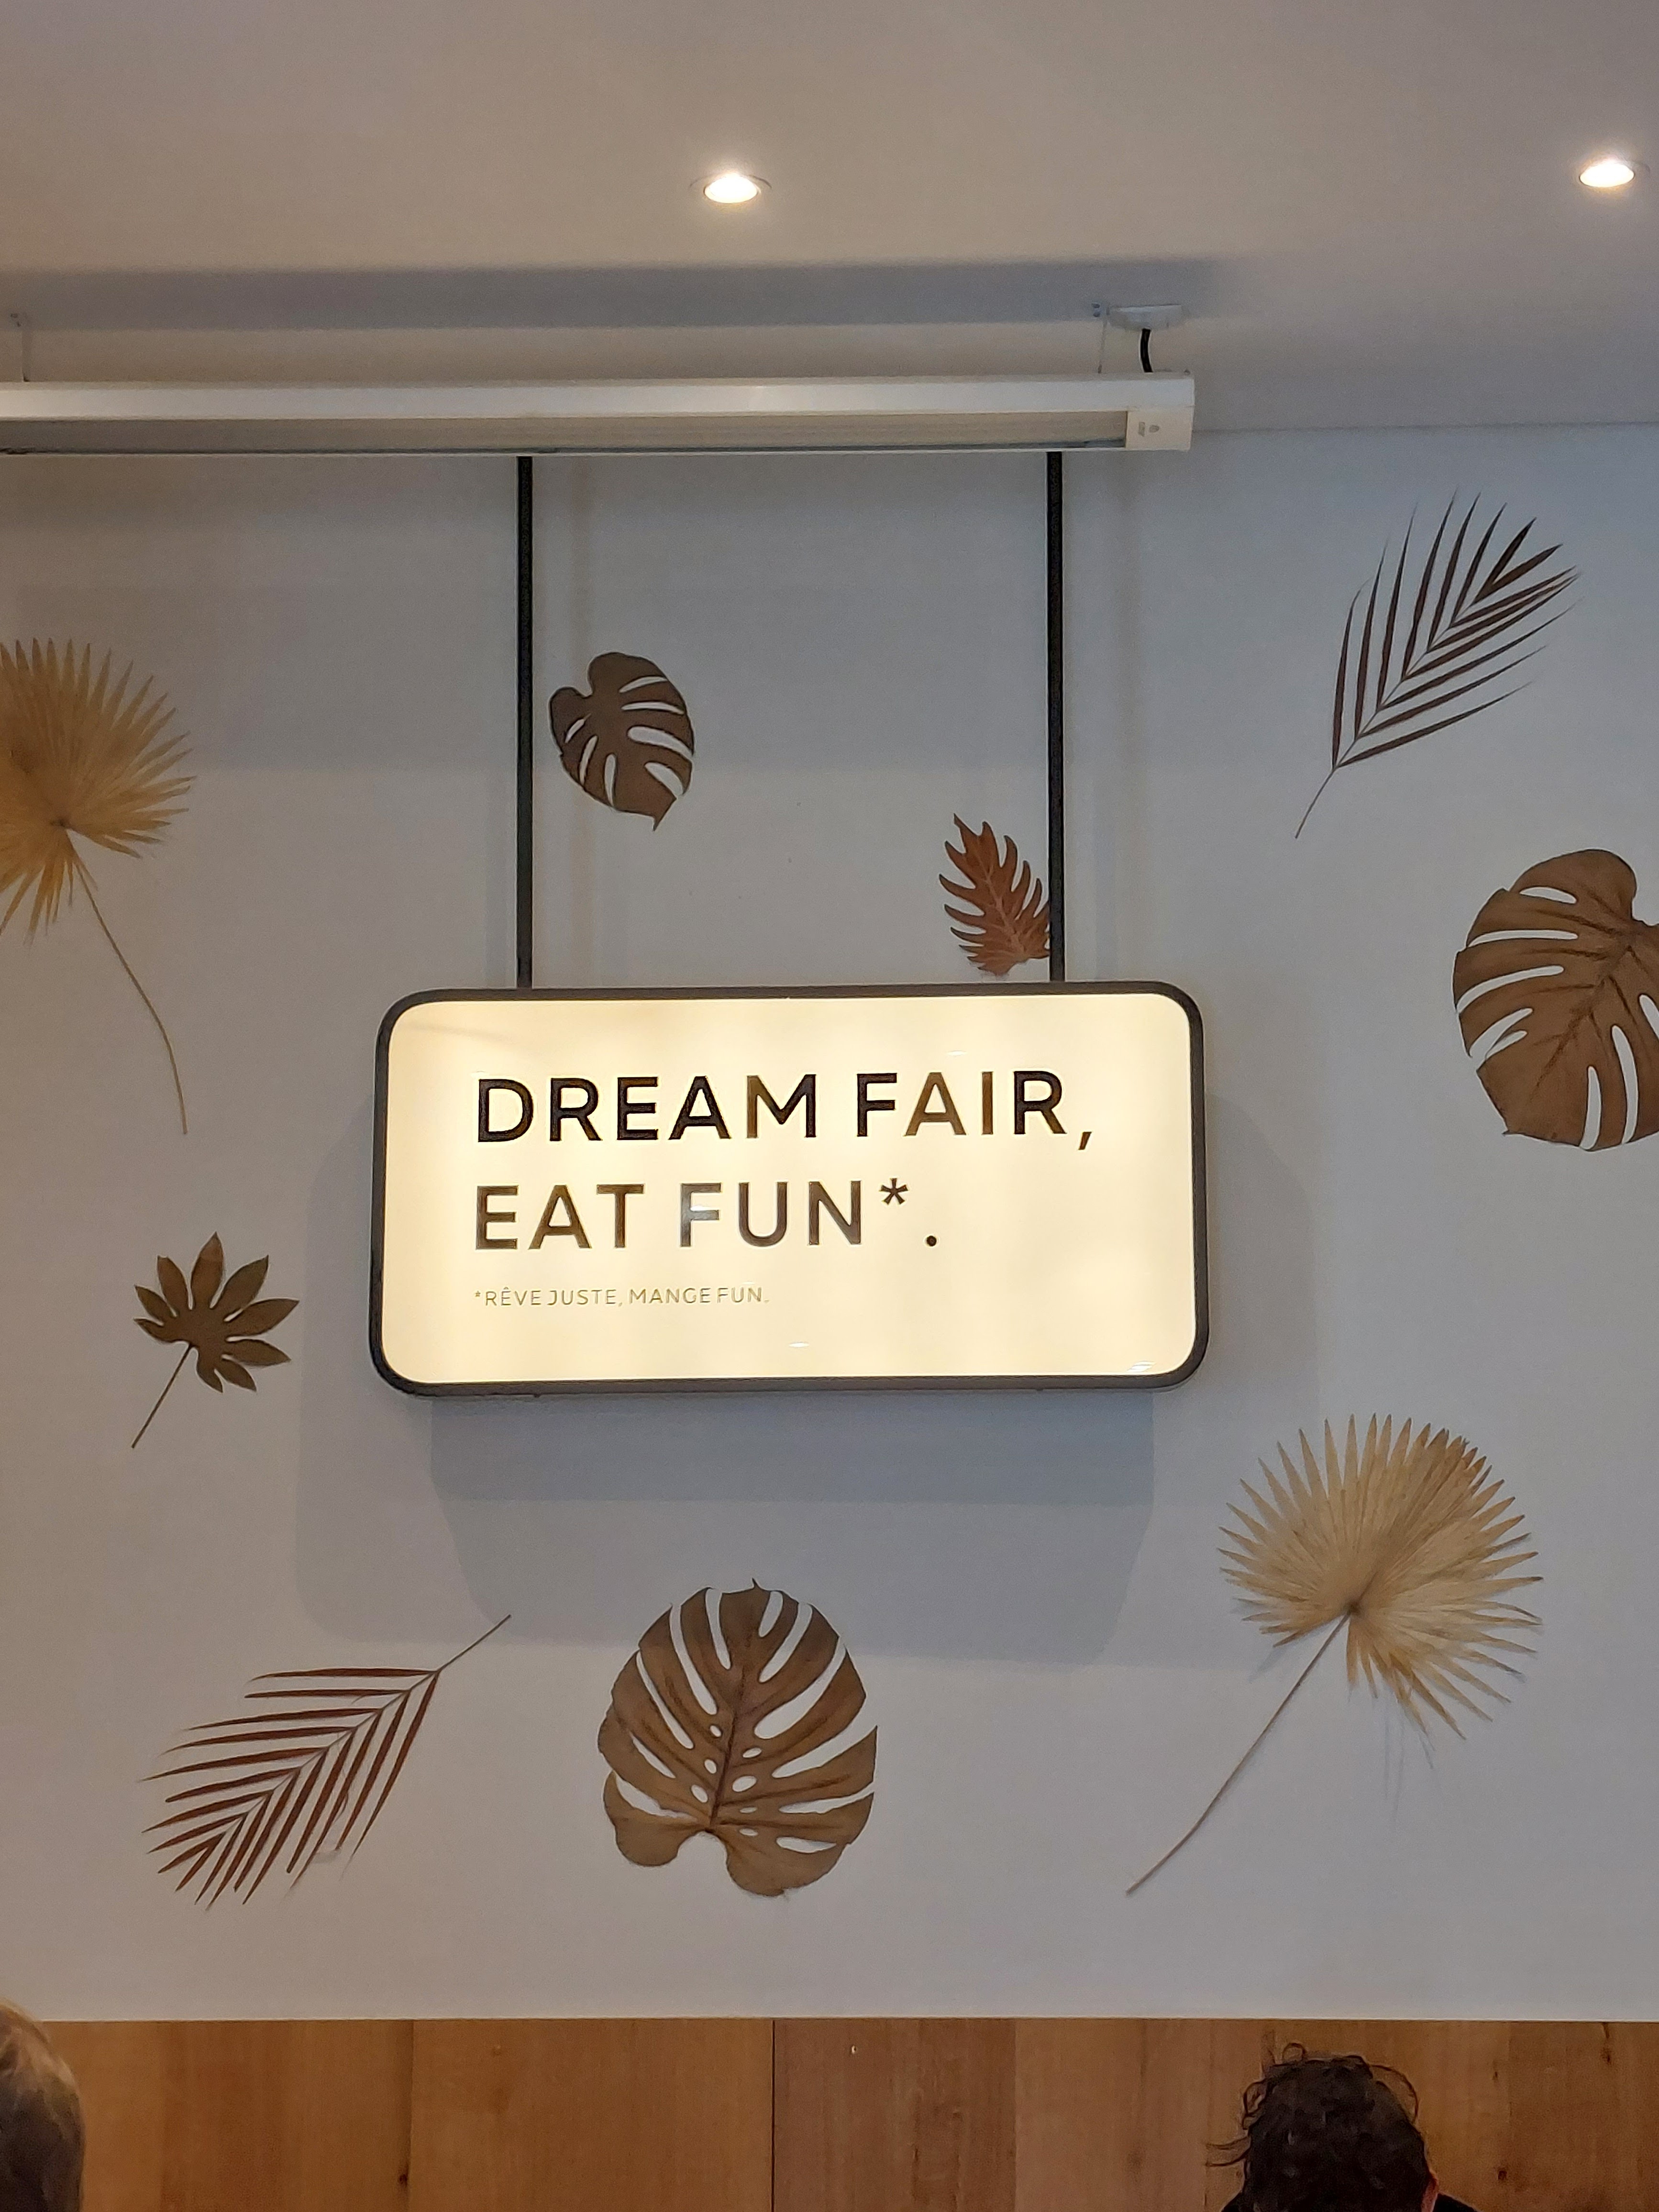 DREAM FAIR,
EAT FUN*.
*RÊVE JUSTE, MANGE FUN.